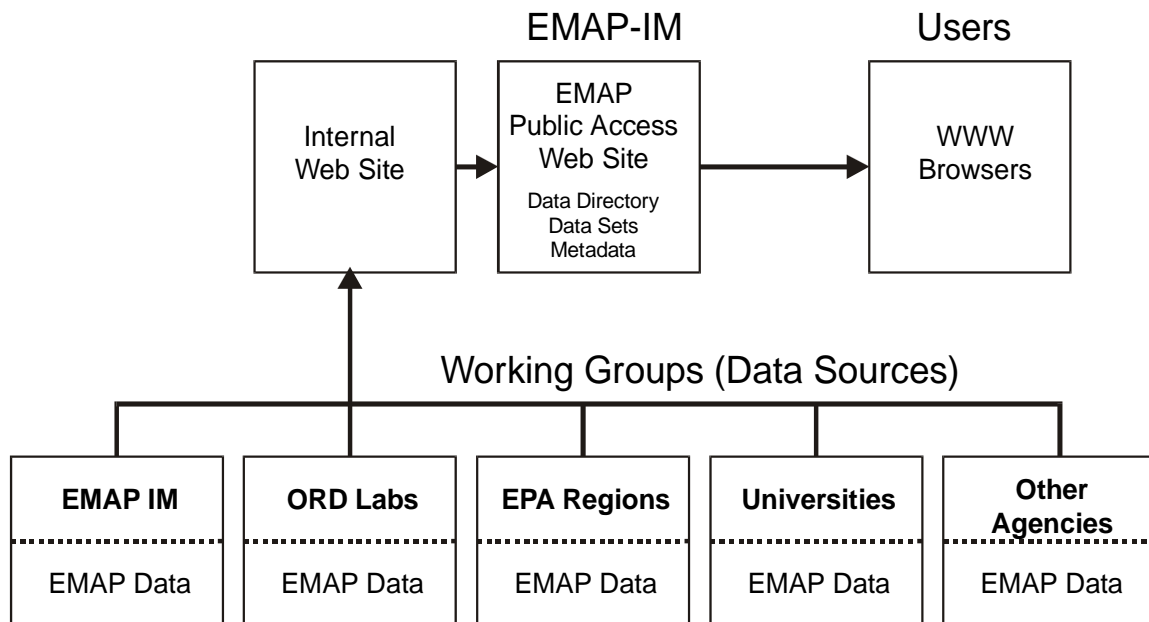 EMAP-IM
Users
Internal
Web Site
EMAP
Public Access
Web Site
Data Directory
Data Sets
Metadata
WWW
Browsers
Working Groups (Data Sources)
EMAP IM
EMAP Data
ORD Labs
EMAP Data
EPA Regions
EMAP Data
Universities
EMAP Data
Other
Agencies
EMAP Data